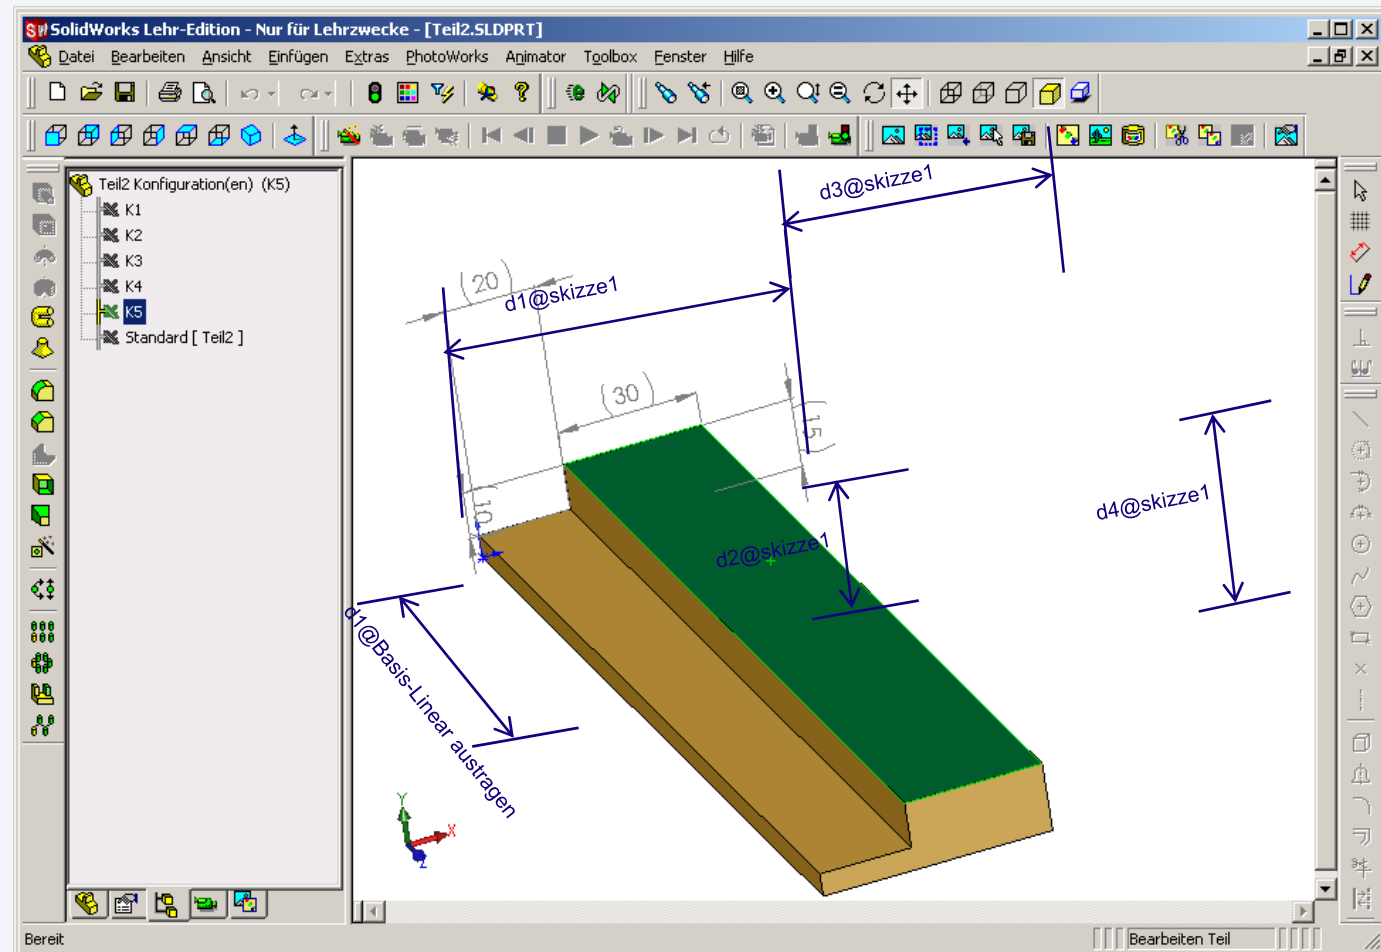 SolidWorks Lehr-Edition - Nur für Lehrzwecke - [Teil2.SLDPRT]
Datei Bearbeiten Ansicht Einfügen Extras PhotoWorks Animator Toolbox Fenster Hilfe
Teil2 Konfiguration(en) (K5)
K1
K2
K3
K4
K5
Standard [ Teil2 ]
d3@skizze1
(20)
d1@skizze1
(30)
(15)
(10
d4@skizze1
d2@skizze1
d1@Basis-Linear austragen
Y
X
Z
Bereit
Bearbeiten Teil